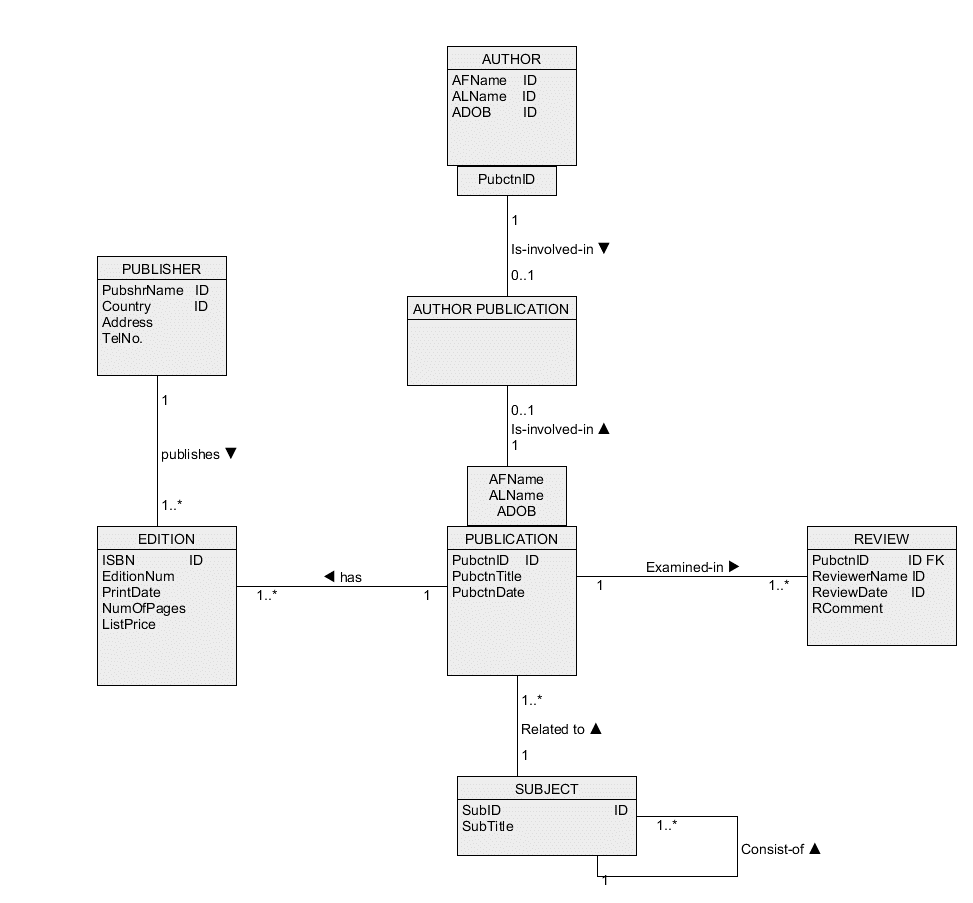 AUTHOR
AFName ID
ALName ID
ADOB ID
PubctnID
1
Is-involved-in ▼
0..1
AUTHOR PUBLICATION
0..1
Is-involved-in ▲
1
AFName
ALName
ADOB
PUBLISHER
PubshrName ID
Country ID
Address
TelNo.
1
publishes ▼
1..*
EDITION
ISBN ID
EditionNum
PrintDate
NumOfPages
ListPrice
◀ has
1..*
1
PUBLICATION
PubctnID ID
PubctnTitle
PubctnDate
Examined-in ▶
1
1..*
REVIEW
PubctnID ID FK
ReviewerName ID
ReviewDate ID
RComment
1..*
Related to ▲
1
SUBJECT
SubID ID
SubTitle
1..*
Consist-of ▲
1